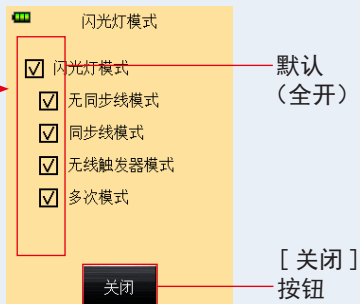 闪光灯模式
闪光灯模式
无同步线模式
同步线模式
无线触发器模式
多次模式
关闭
默认
（全开）
[ 关闭 ]
按钮